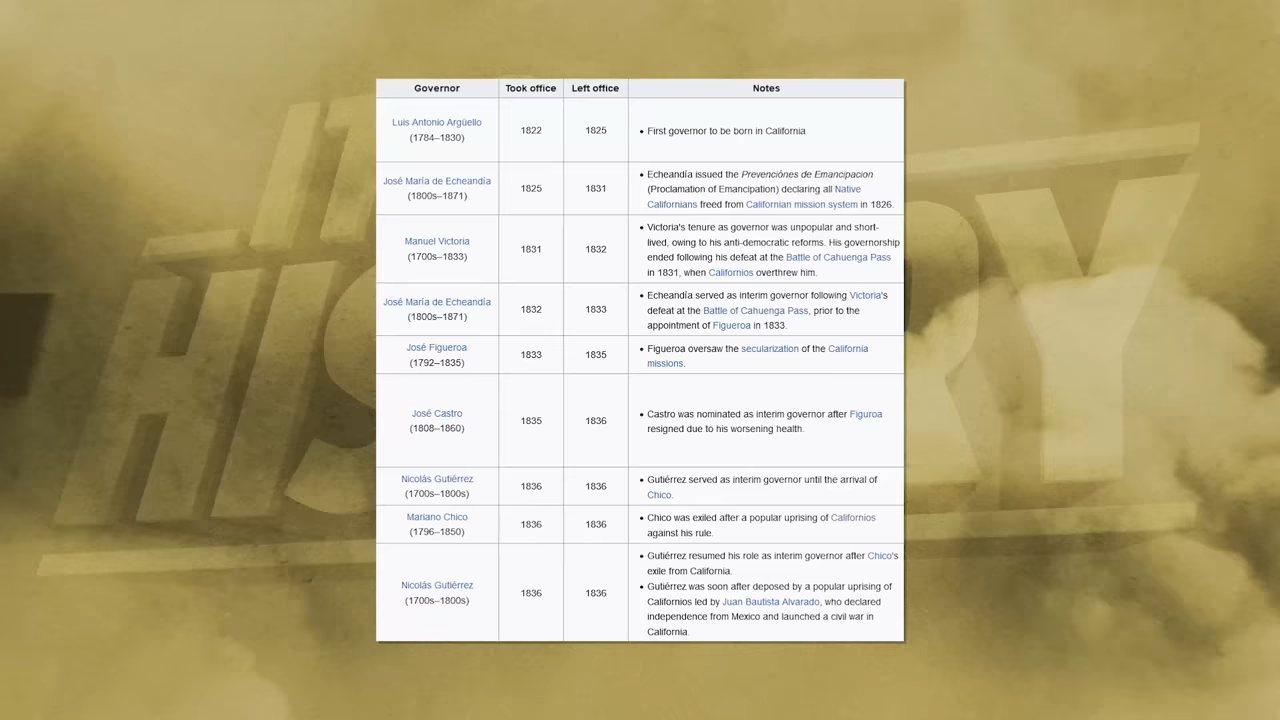 Governor Took office Left office Notes
Luis Antonio Argüello
(1784–1830)
1822
1825
• First governor to be born in California
José María de Echeandía
(1800s–1871)
1825
1831
• Echeandía issued the Prevenciónes de Emancipacion
(Proclamation of Emancipation) declaring all Native
Californians freed from Californian mission system in 1826.
Manuel Victoria
(1700s–1833)
1831
1832
• Victoria's tenure as governor was unpopular and short-
lived, owing to his anti-democratic reforms. His governorship
ended following his defeat at the Battle of Cahuenga Pass
in 1831, when Californios overthrew him.
José María de Echeandía
(1800s–1871)
1832
1833
• Echeandía served as interim governor following Victoria's
defeat at the Battle of Cahuenga Pass, prior to the
appointment of Figueroa in 1833.
José Figueroa
(1792–1835)
1833
1835
• Figueroa oversaw the secularization of the California
missions.
José Castro
(1808–1860)
1835
1836
• Castro was nominated as interim governor after Figuroa
resigned due to his worsening health.
Nicolás Gutiérrez
(1700s–1800s)
1836
1836
• Gutiérrez served as interim governor until the arrival of
Chico.
Mariano Chico
(1796–1850)
1836
1836
• Chico was exiled after a popular uprising of Californios
against his rule.
Nicolás Gutiérrez
(1700s–1800s)
1836
1836
• Gutiérrez resumed his role as interim governor after Chico's
exile from California.
• Gutiérrez was soon after deposed by a popular uprising of
Californios led by Juan Bautista Alvarado, who declared
independence from Mexico and launched a civil war in
California.